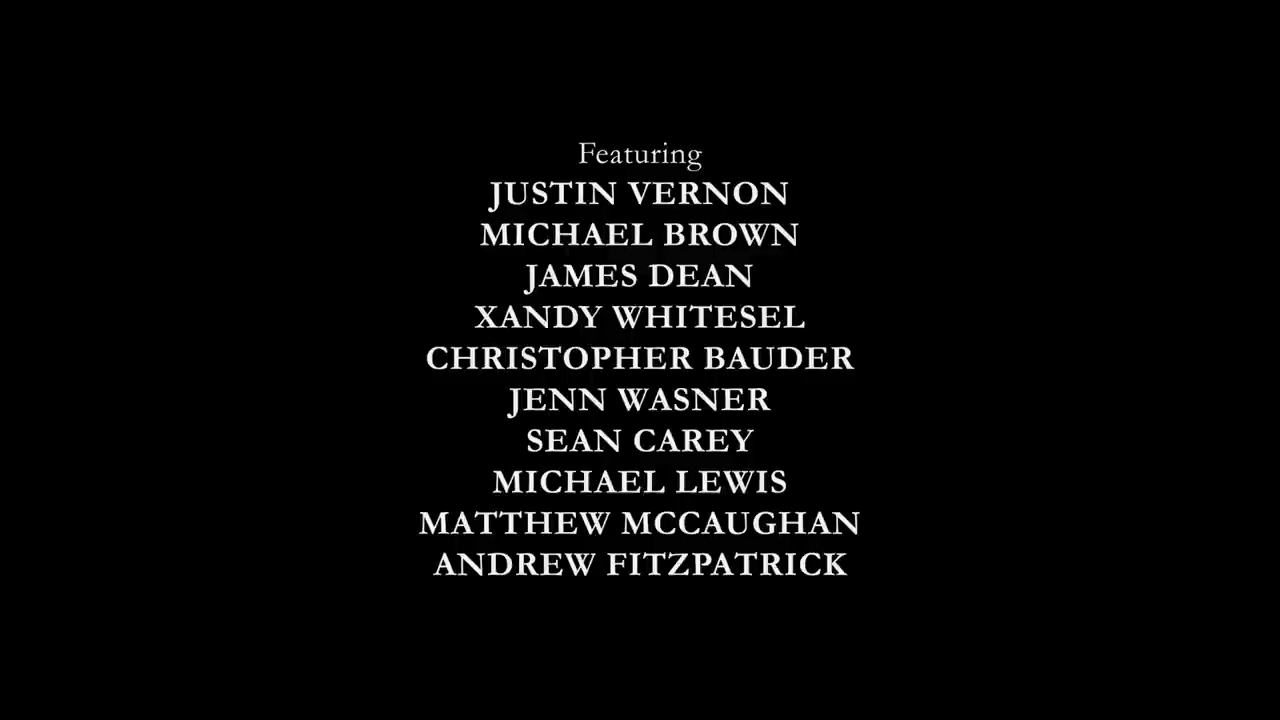 Featuring
JUSTIN VERNON
MICHAEL BROWN
JAMES DEAN
XANDY WHITESEL
CHRISTOPHER BAUDER
JENN WASNER
SEAN CAREY
MICHAEL LEWIS
MATTHEW MCCAUGHAN
ANDREW FITZPATRICK